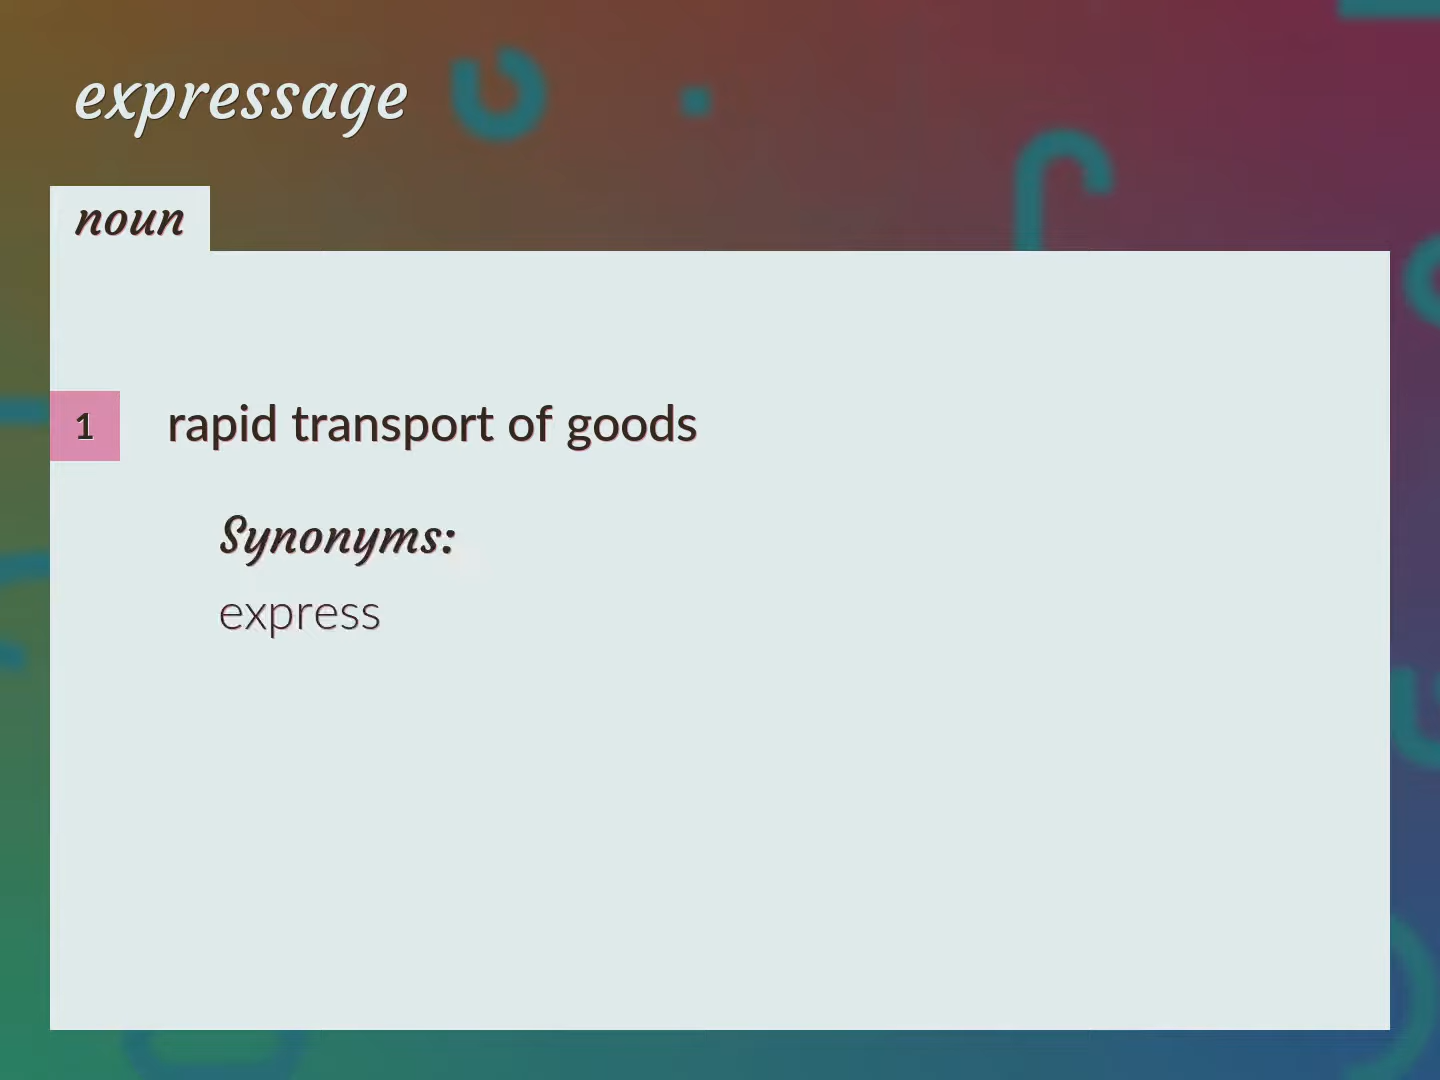 expressage
noun
1 rapid transport of goods
Synonyms:
express